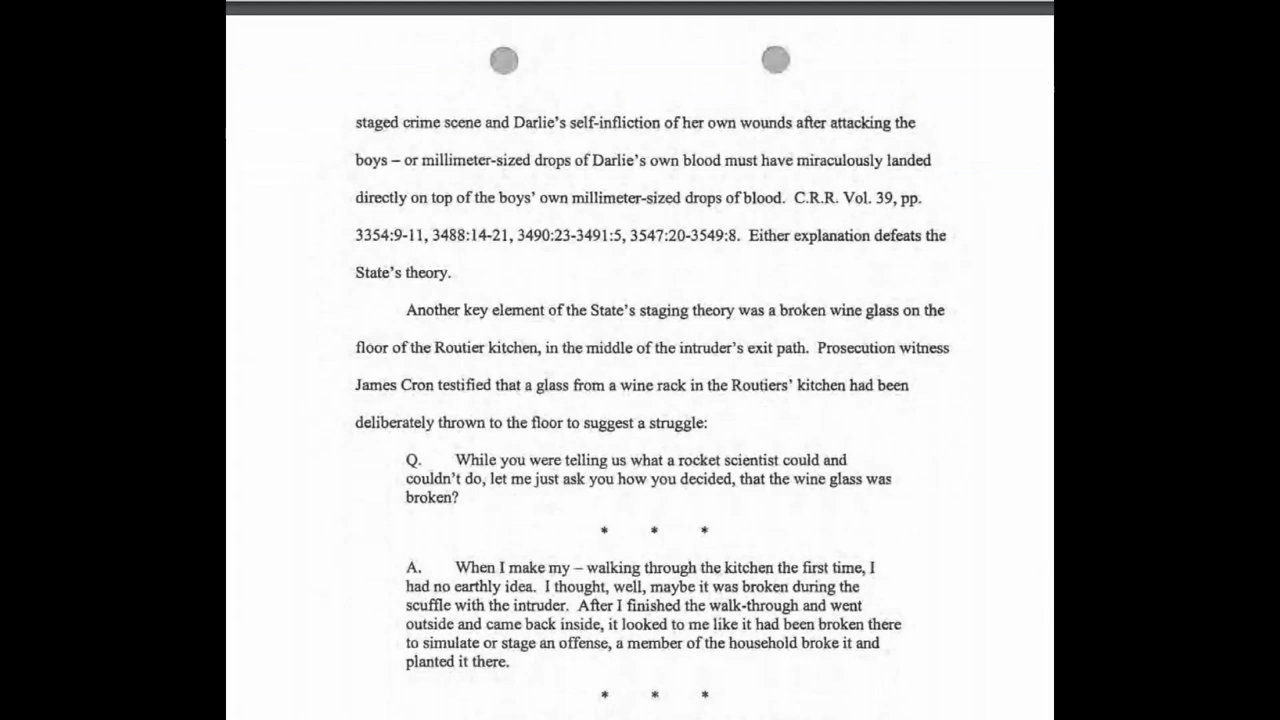 staged crime scene and Darlie's self-infliction of her own wounds after attacking the
boys – or millimeter-sized drops of Darlie's own blood must have miraculously landed
directly on top of the boys' own millimeter-sized drops of blood. C.R.R. Vol. 39, pp.
3354:9-11, 3488:14-21, 3490:23-3491:5, 3547:20-3549:8. Either explanation defeats the
State's theory.
Another key element of the State's staging theory was a broken wine glass on the
floor of the Routier kitchen, in the middle of the intruder's exit path. Prosecution witness
James Cron testified that a glass from a wine rack in the Routiers' kitchen had been
deliberately thrown to the floor to suggest a struggle:
Q. While you were telling us what a rocket scientist could and
couldn't do, let me just ask you how you decided, that the wine glass was
broken?
* * *
A. When I make my – walking through the kitchen the first time, I
had no earthly idea. I thought, well, maybe it was broken during the
scuffle with the intruder. After I finished the walk-through and went
outside and came back inside, it looked to me like it had been broken there
to simulate or stage an offense, a member of the household broke it and
planted it there.
* * *